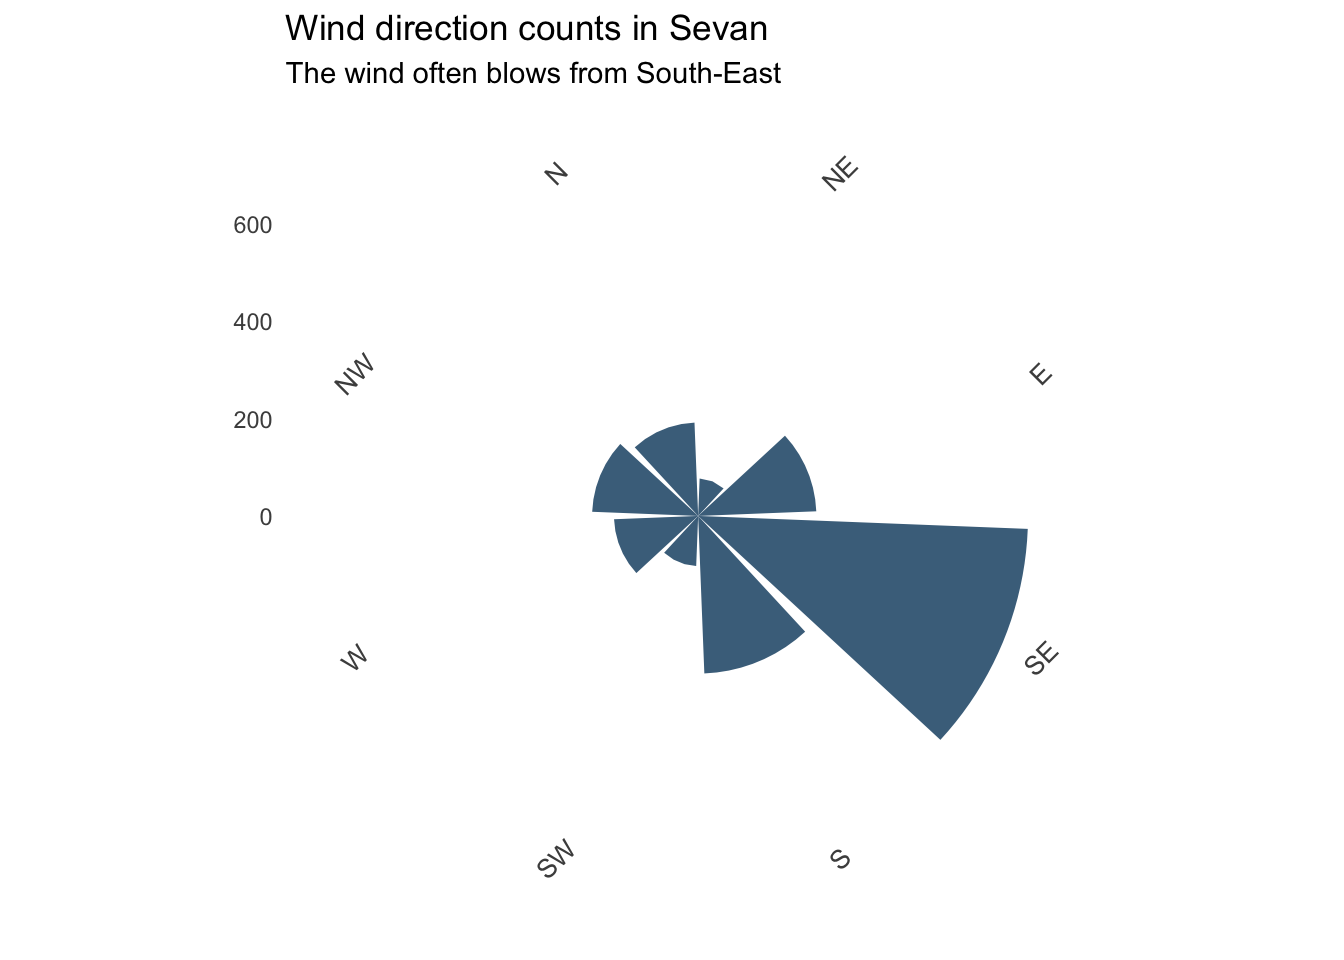 Wind direction counts in Sevan
The wind often blows from South-East
N
NE
600
400
NW
E
200
0
W
SE
SW
S